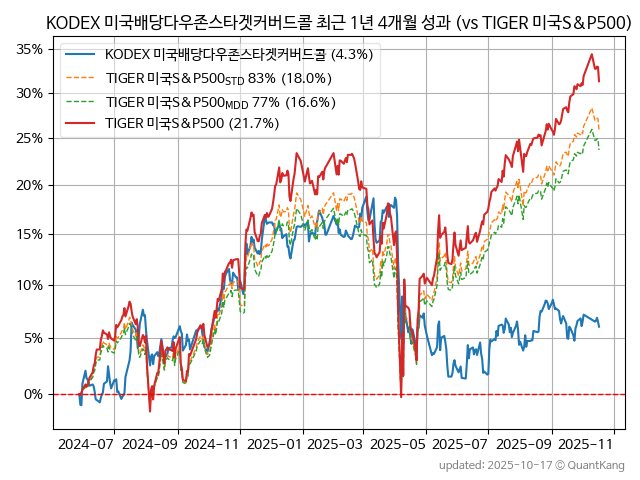 KODEX 미국배당다우존스타겟커버드콜 최근 1년 4개월 성과 (vs TIGER 미국S&P500)
35%
30%
25%
20%
15%
10%
5%
0%
KODEX 미국배당다우존스타겟커버드콜 (4.3%)
TIGER 미국S&P500STD 83% (18.0%)
TIGER 미국S&P500MDD 77% (16.6%)
TIGER 미국S&P500 (21.7%)
2024-07 2024-09 2024-11 2025-01 2025-03 2025-05 2025-07 2025-09 2025-11
updated: 2025-10-17 © QuantKang